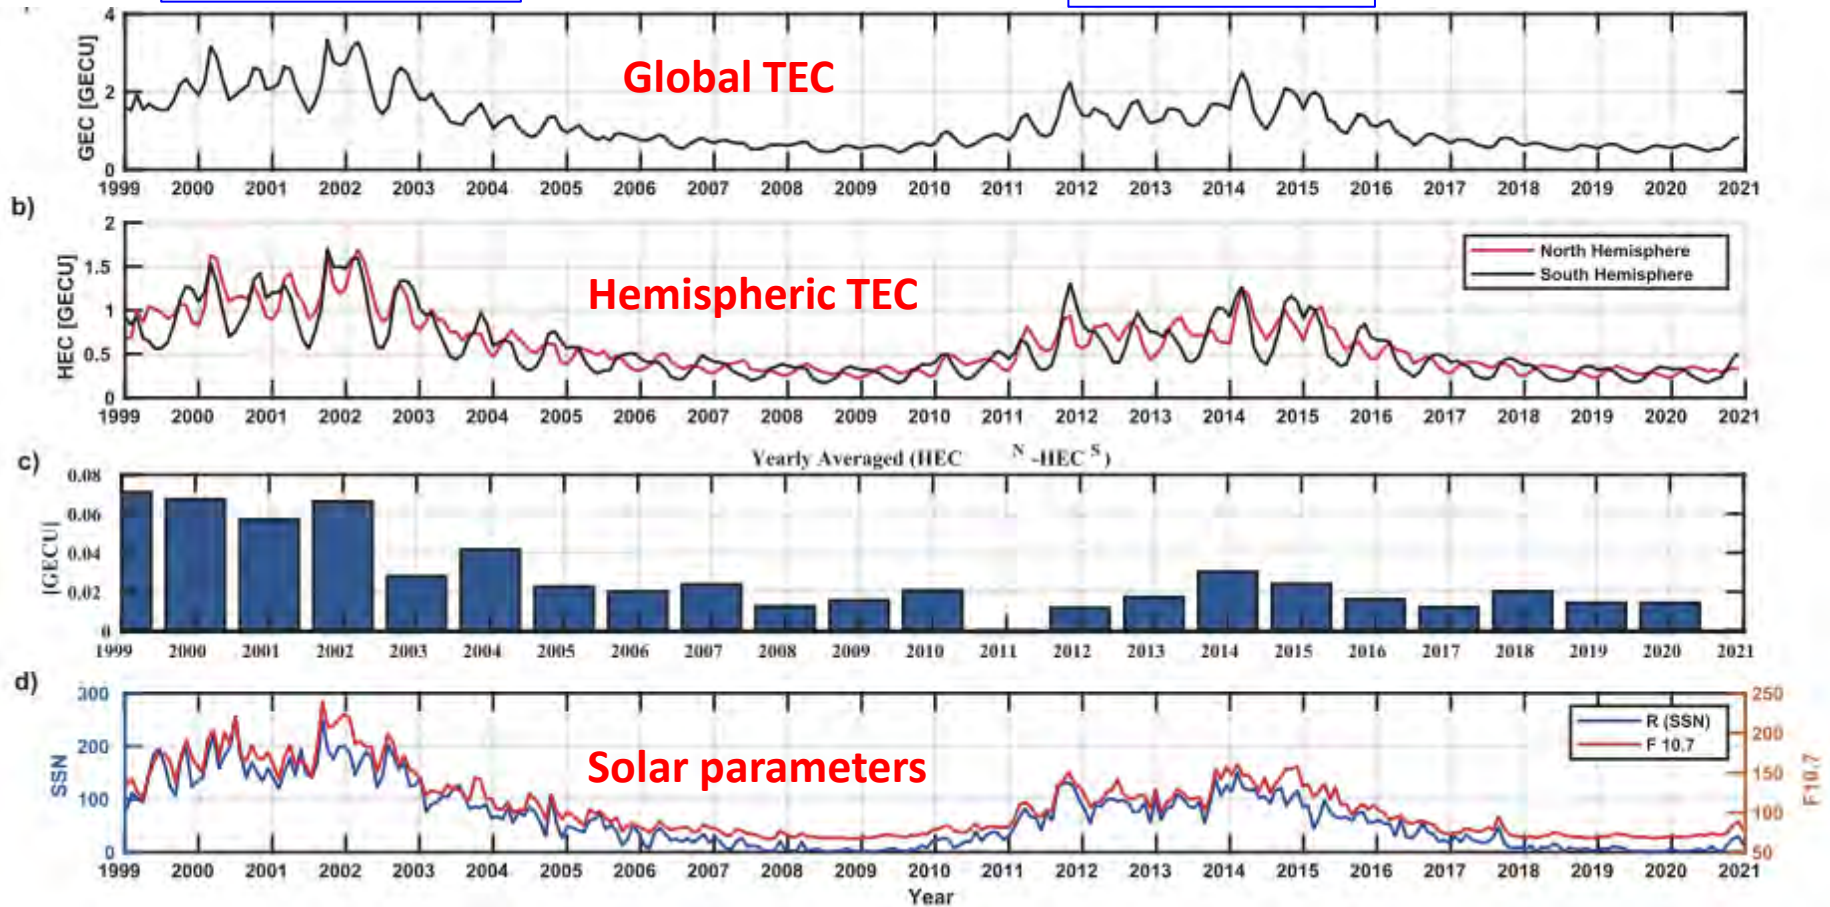 4
2
0
GEC [GECU]
Global TEC
1999 2000 2001 2002 2003 2004 2005 2006 2007 2008 2009 2010 2011 2012 2013 2014 2015 2016 2017 2018 2019 2020 2021
b)
2
1.5
1
0.5
0
HEC [GECU]
Hemispheric TEC
North Hemisphere
South Hemisphere
1999 2000 2001 2002 2003 2004 2005 2006 2007 2008 2009 2010 2011 2012 2013 2014 2015 2016 2017 2018 2019 2020 2021
Yearly Averaged (HEC N -HEC S)
c)
0.08
0.06
0.04
0.02
0
[GECU]
1999 2000 2001 2002 2003 2004 2005 2006 2007 2008 2009 2010 2011 2012 2013 2014 2015 2016 2017 2018 2019 2020 2021
d)
300
200
100
0
SSN
Solar parameters
R (SSN)
F 10.7
250
200
150
100
50
F10.7
1999 2000 2001 2002 2003 2004 2005 2006 2007 2008 2009 2010 2011 2012 2013 2014 2015 2016 2017 2018 2019 2020 2021
Year